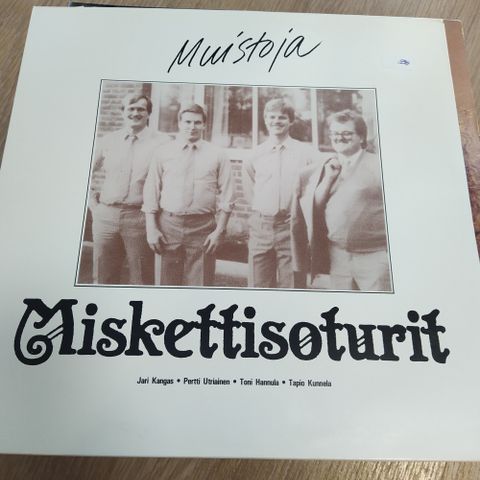 Muistoja
Miskettisoturit
Jari Kangas • Pertti Utriainen • Toni Hannula • Tapio Kunnela